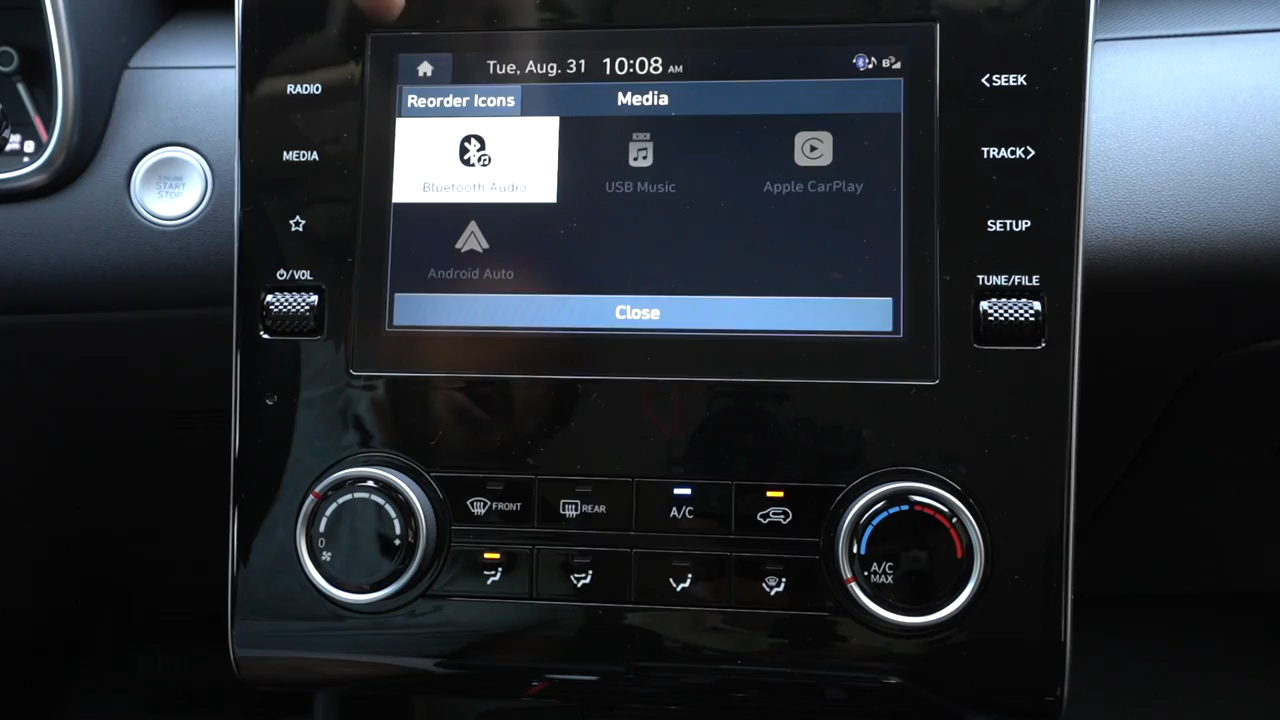 Tue, Aug. 31 10:08 AM
RADIO
Reorder Icons Media
SEEK
MEDIA
TRACK
Bluetooth Audio USB Music Apple CarPlay
ENGINE
START
STOP
SETUP
Android Auto
/VOL
TUNE/FILE
Close
FRONT REAR A/C
0
A/C
MAX